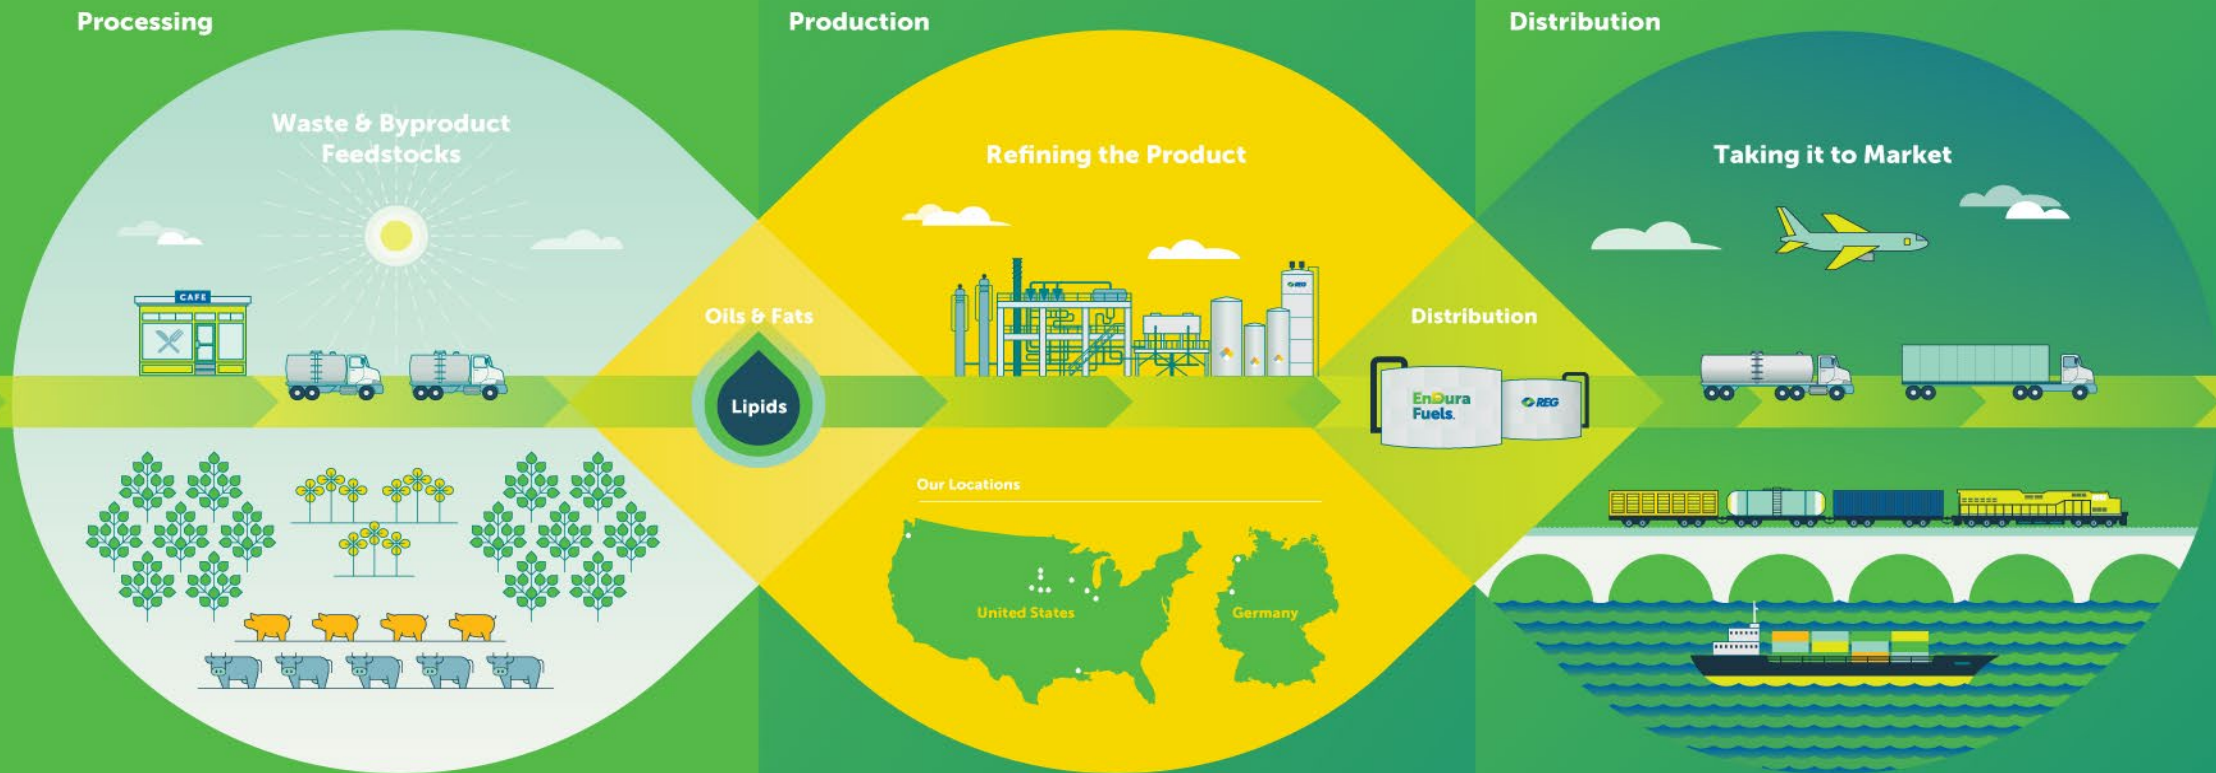 Processing
Waste & Byproduct
Feedstocks
CAFE
Oils & Fats
Lipids
Production
Refining the Product
REG
Our Locations
United States
Germany
Distribution
EnDura
Fuels.
REG
Distribution
Taking it to Market